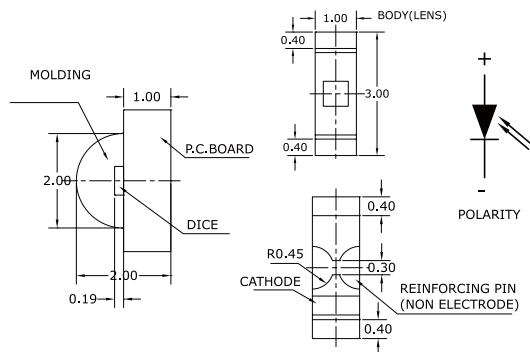 MOLDING
1.00
P.C.BOARD
2.00
DICE
2.00
0.19
1.00
BODY(LENS)
0.40
3.00
0.40
0.40
R0.45
0.30
CATHODE
REINFORCING PIN
(NON ELECTRODE)
0.40
+
-
POLARITY